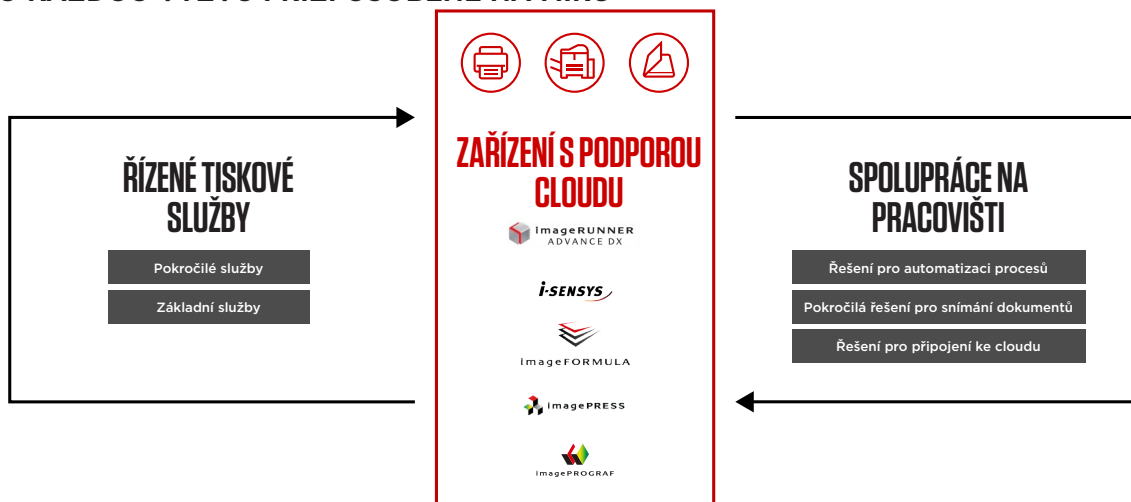 ŘÍZENÉ TISKOVÉ
SLUŽBY
Pokročilé služby
Základní služby
ZAŘÍZENÍ S PODPOROU
CLOUDU
imageRUNNER
ADVANCE DX
i-SENSYS
imageFORMULA
imagePRESS
imagePROGRAF
SPOLUPRÁCE NA
PRACOVIŠTI
Řešení pro automatizaci procesů
Pokročilá řešení pro snímání dokumentů
Řešení pro připojení ke cloudu